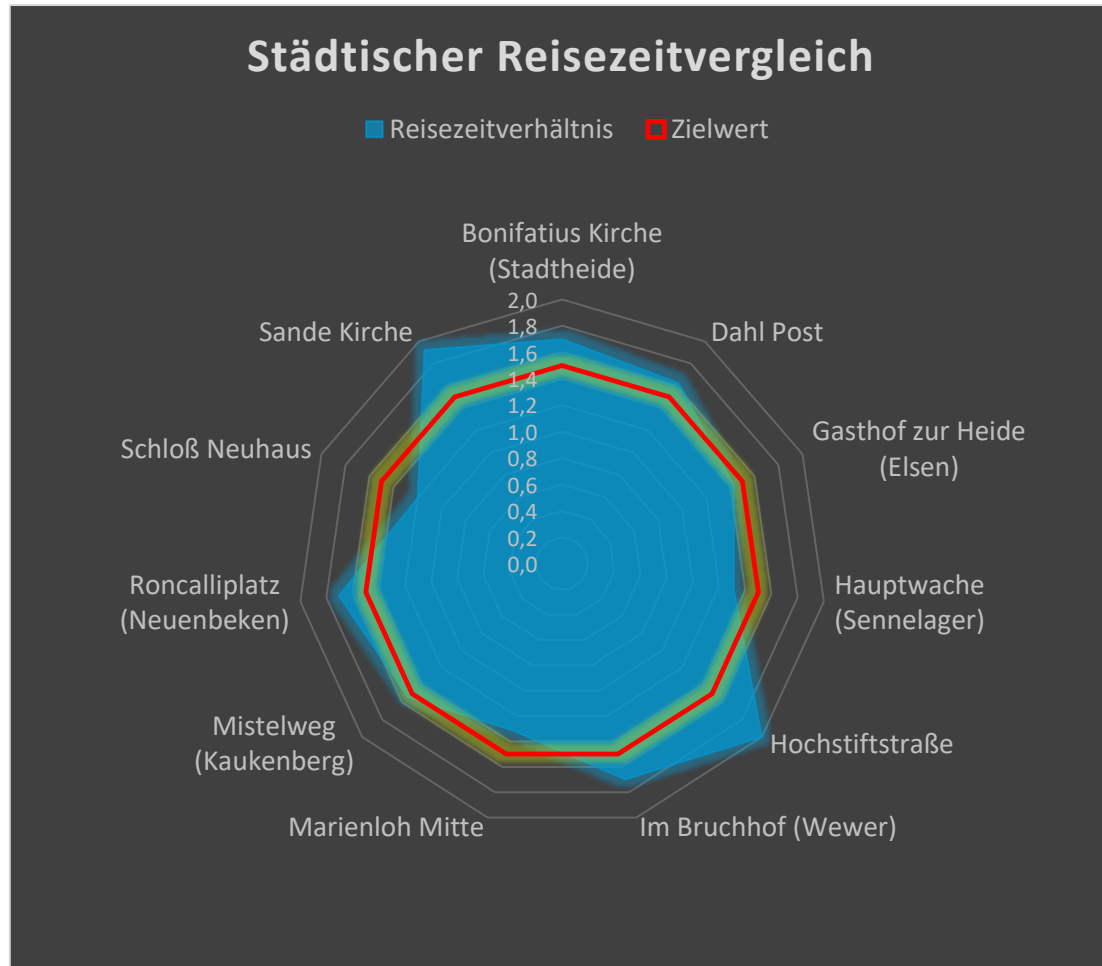 Städtischer Reisezeitvergleich
Reisezeitverhältnis
Zielwert
Bonifatius Kirche
(Stadtheide)
Dahl Post
Gasthof zur Heide
(Elsen)
Hauptwache
(Sennelager)
Hochstiftstraße
Im Bruchhof (Wewer)
Marienloh Mitte
Mistelweg
(Kaukenberg)
Roncalliplatz
(Neuenbeken)
Schloß Neuhaus
Sande Kirche
2,0
1,8
1,6
1,4
1,2
1,0
0,8
0,6
0,4
0,2
0,0